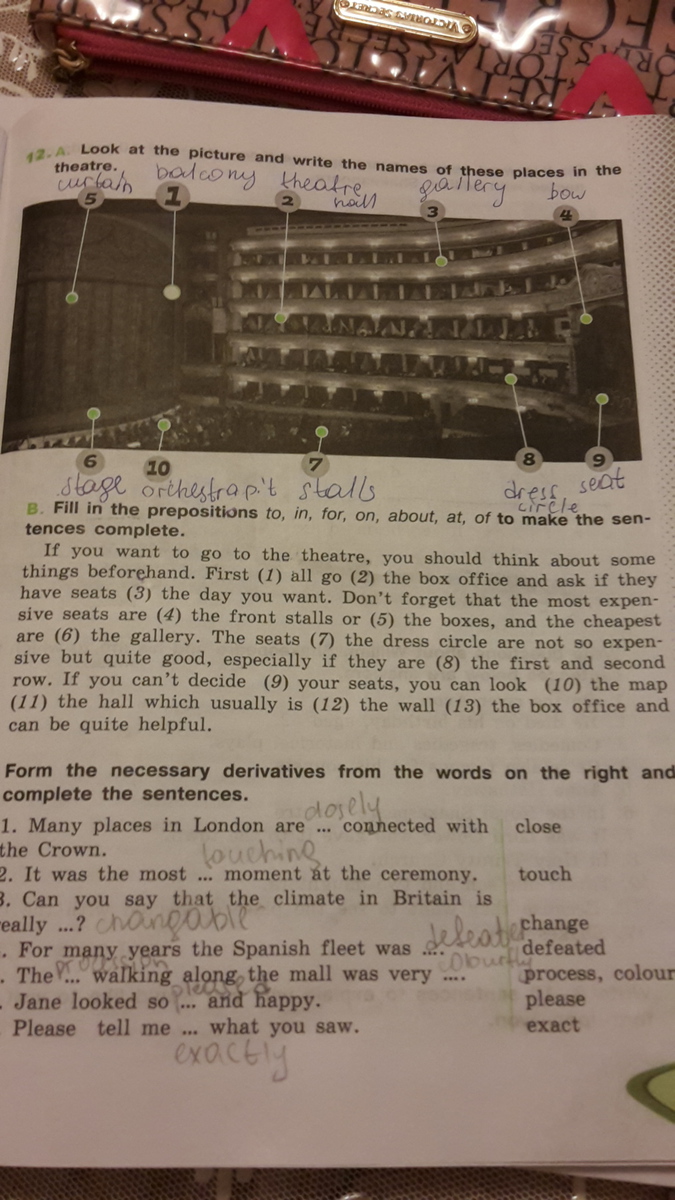 VICTORIA'S SECRET
12. A. Look at the picture and write the names of these places in the
theatre.
curtain balcony theatre hall gallery bow
5 1 2 3 4
6 10 7 8 9
stage orchestra pit stalls dress circle seat
B. Fill in the prepositions to, in, for, on, about, at, of to make the sen-
tences complete.
If you want to go to the theatre, you should think about some
things beforehand. First (1) all go (2) the box office and ask if they
have seats (3) the day you want. Don't forget that the most expen-
sive seats are (4) the front stalls or (5) the boxes, and the cheapest
are (6) the gallery. The seats (7) the dress circle are not so expen-
sive but quite good, especially if they are (8) the first and second
row. If you can't decide (9) your seats, you can look (10) the map
(11) the hall which usually is (12) the wall (13) the box office and
can be quite helpful.
Form the necessary derivatives from the words on the right and
complete the sentences.
closely
1. Many places in London are ... connected with close
the Crown.
touching
2. It was the most ... moment at the ceremony. touch
3. Can you say that the climate in Britain is
really ...? changable change
. For many years the Spanish fleet was .... defeated
. The ... walking along the mall was very .... process, colour
. Jane looked so ... and happy. please
pleased
Please tell me ... what you saw. exact
exactly